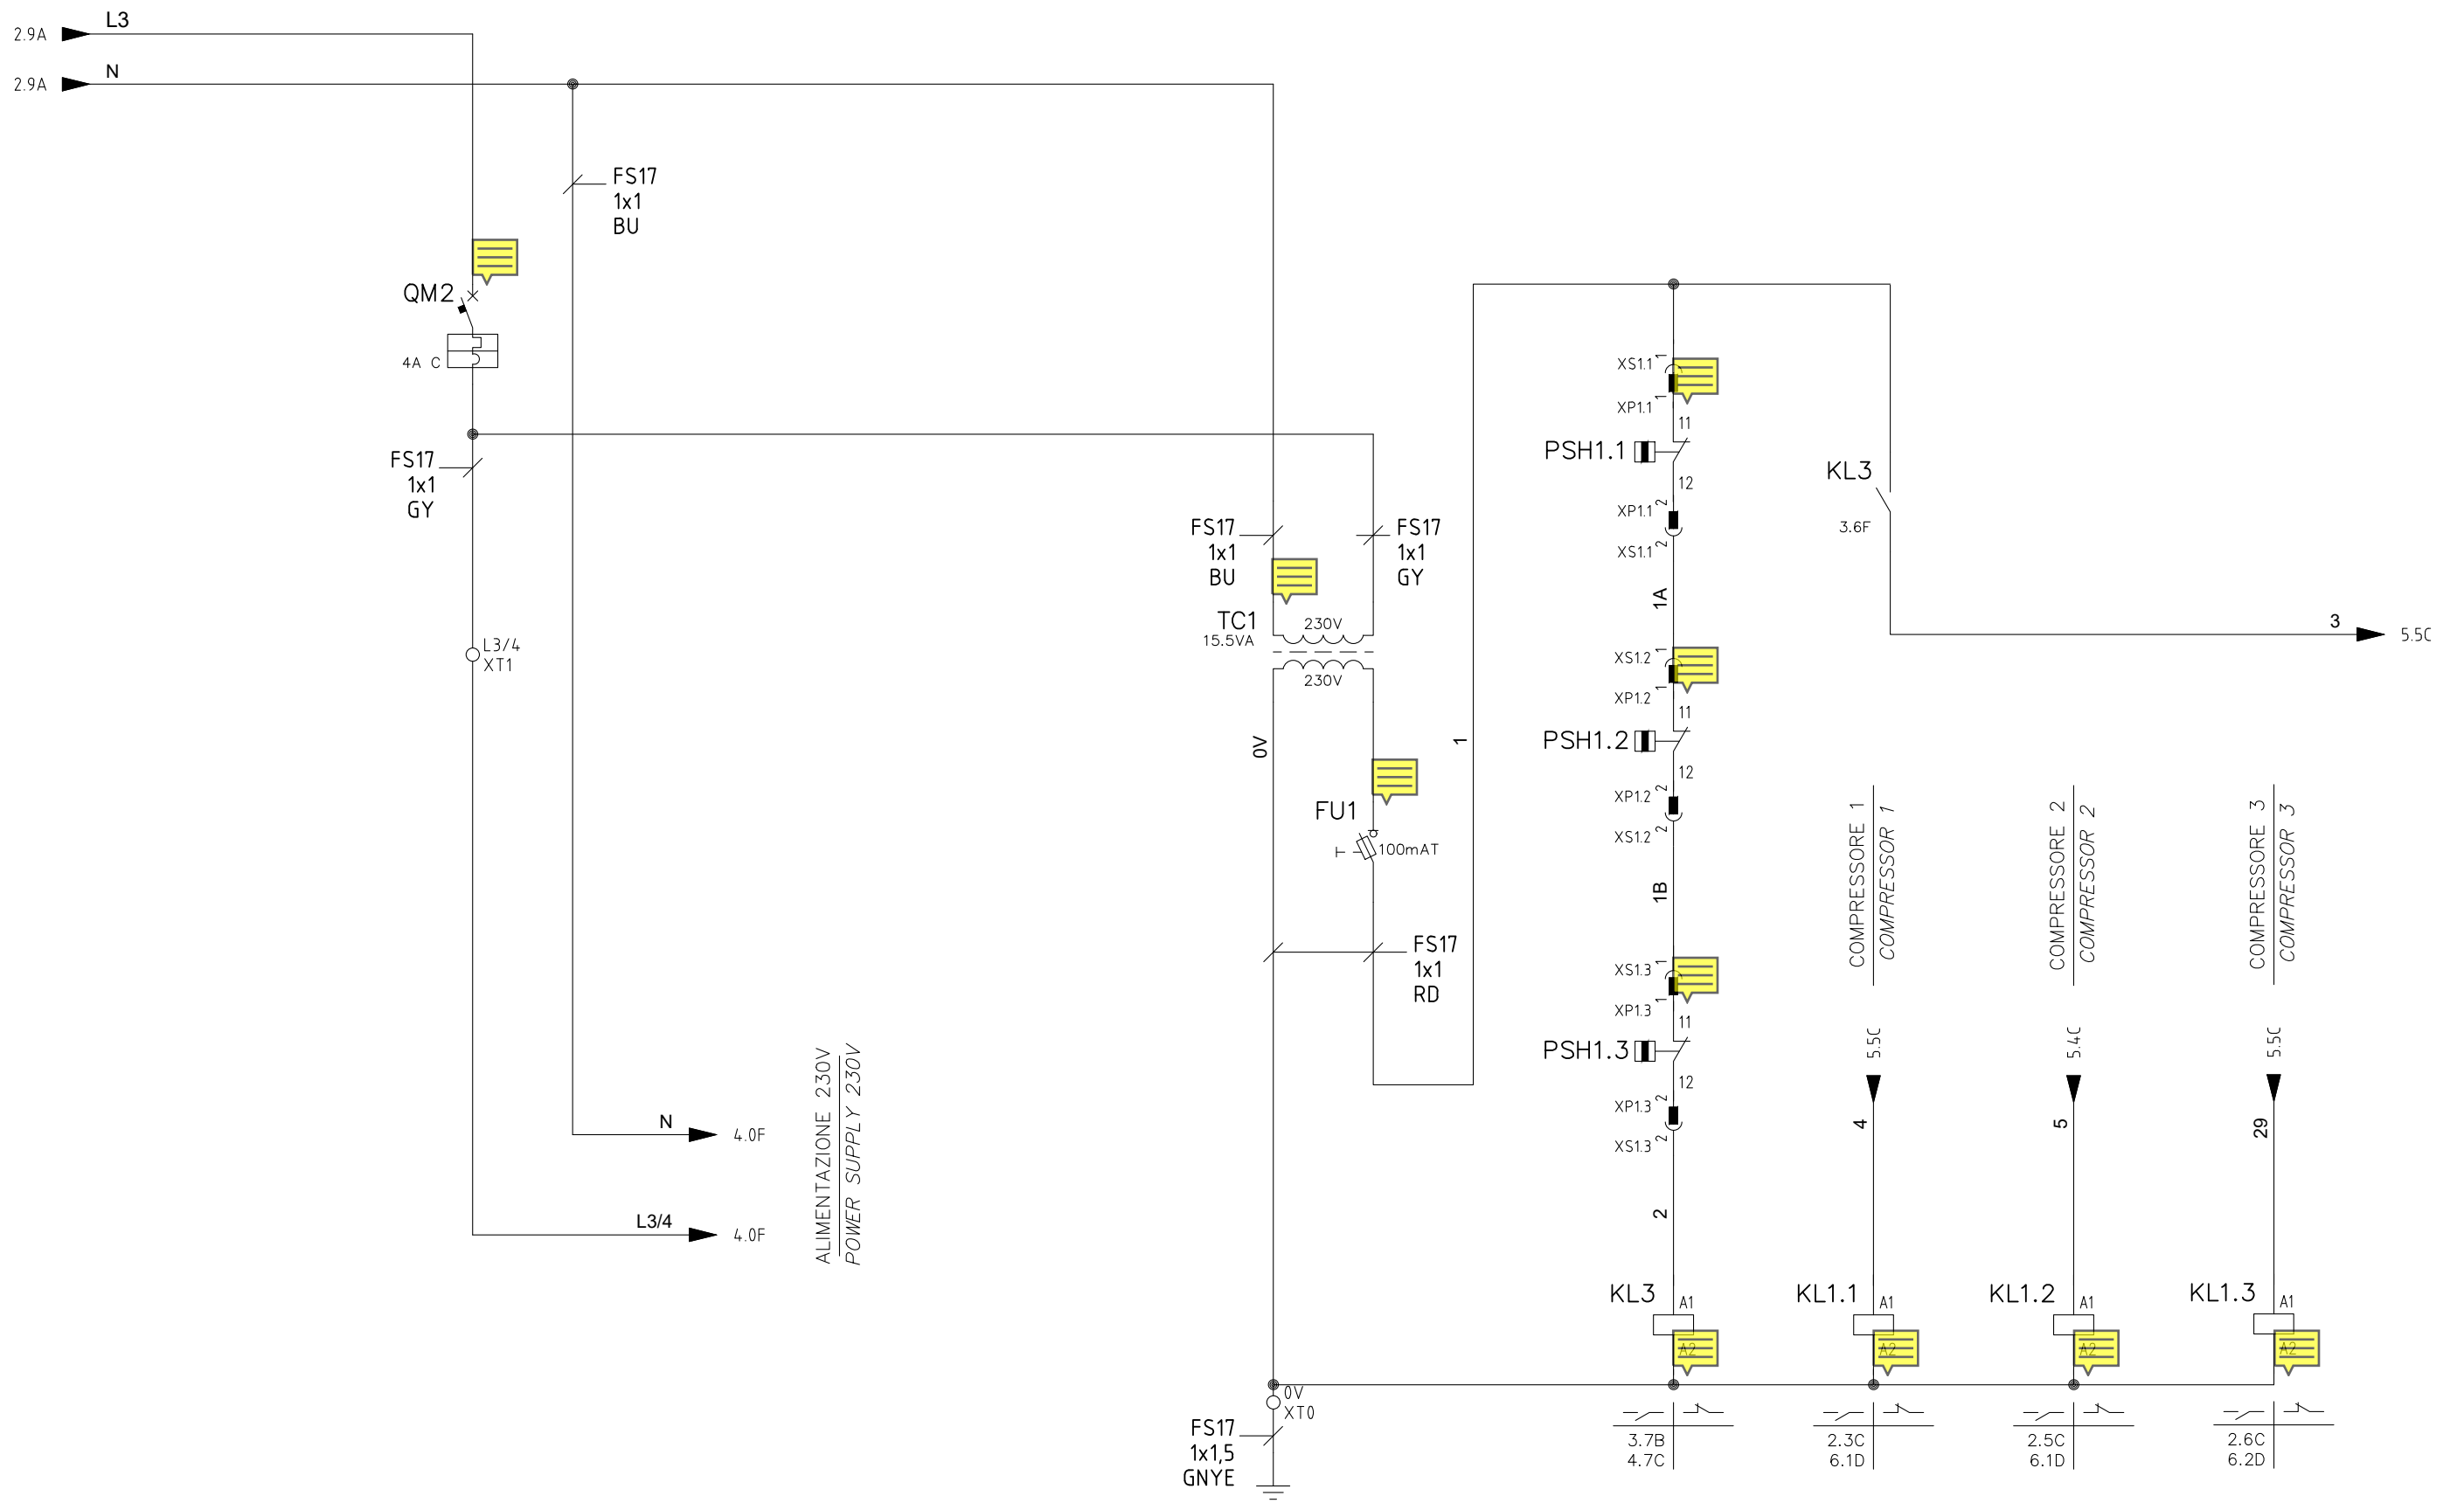 2.9A
L3
2.9A
N
FS17
1x1
BU
QM2
4A C
FS17
1x1
GY
L3/4
XT1
N
4.0F
L3/4
4.0F
ALIMENTAZIONE 230V
POWER SUPPLY 230V
FS17
1x1
BU
FS17
1x1
GY
TC1
15.5VA
230V
230V
0V
FU1
100mAT
FS17
1x1
RD
1
0V
XT0
FS17
1x1,5
GNYE
XS1.1 1
XP1.1 1
11
PSH1.1
12
XP1.1 2
XS1.1 2
1A
XS1.2 1
XP1.2 1
11
PSH1.2
12
XP1.2 2
XS1.2 2
1B
XS1.3 1
XP1.3 1
11
PSH1.3
12
XP1.3 2
XS1.3 2
2
KL3
3.6F
3
5.5C
COMPRESSORE 1
COMPRESSOR 1
COMPRESSORE 2
COMPRESSOR 2
COMPRESSORE 3
COMPRESSOR 3
5.5C
5.4C
5.5C
4
5
29
KL3
A1
A2
KL1.1
A1
A2
KL1.2
A1
A2
KL1.3
A1
A2
3.7B
4.7C
2.3C
6.1D
2.5C
6.1D
2.6C
6.2D